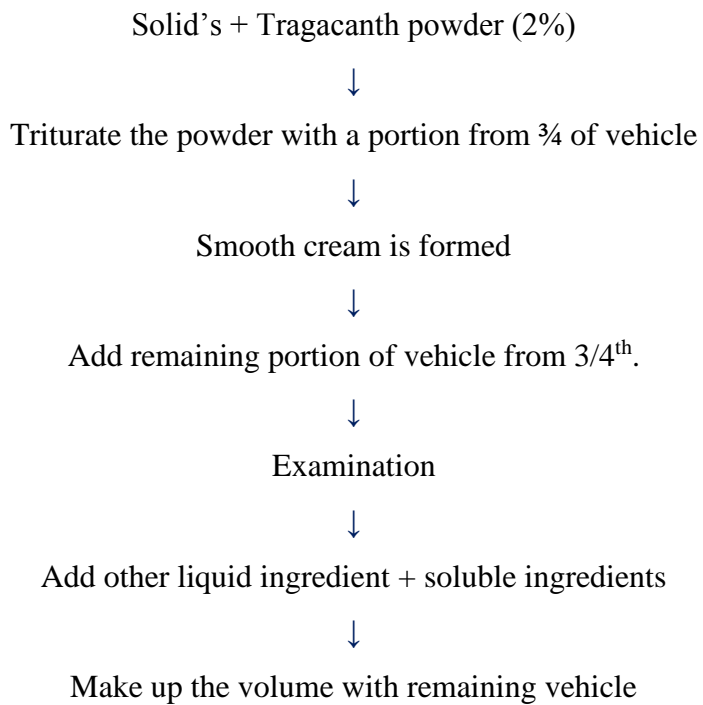 Solid’s + Tragacanth powder (2%)
↓
Triturate the powder with a portion from ¾ of vehicle
↓
Smooth cream is formed
↓
Add remaining portion of vehicle from 3/4th.
↓
Examination
↓
Add other liquid ingredient + soluble ingredients
↓
Make up the volume with remaining vehicle